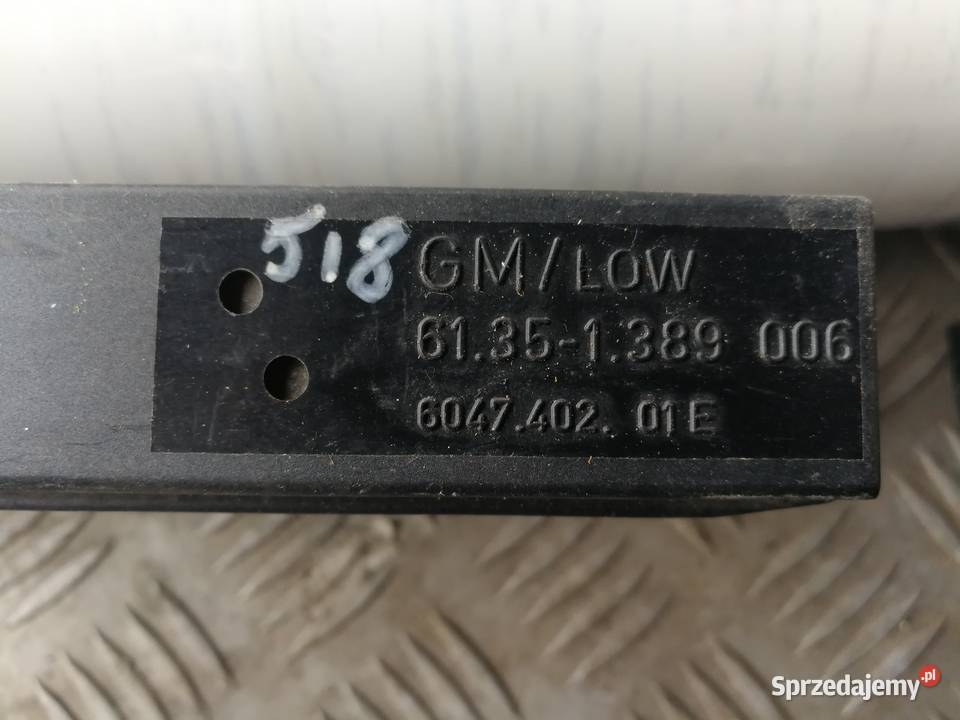 518 GM/LOW
61.35-1.389 006
6047.402. 01E
Sprzedajemy.pl